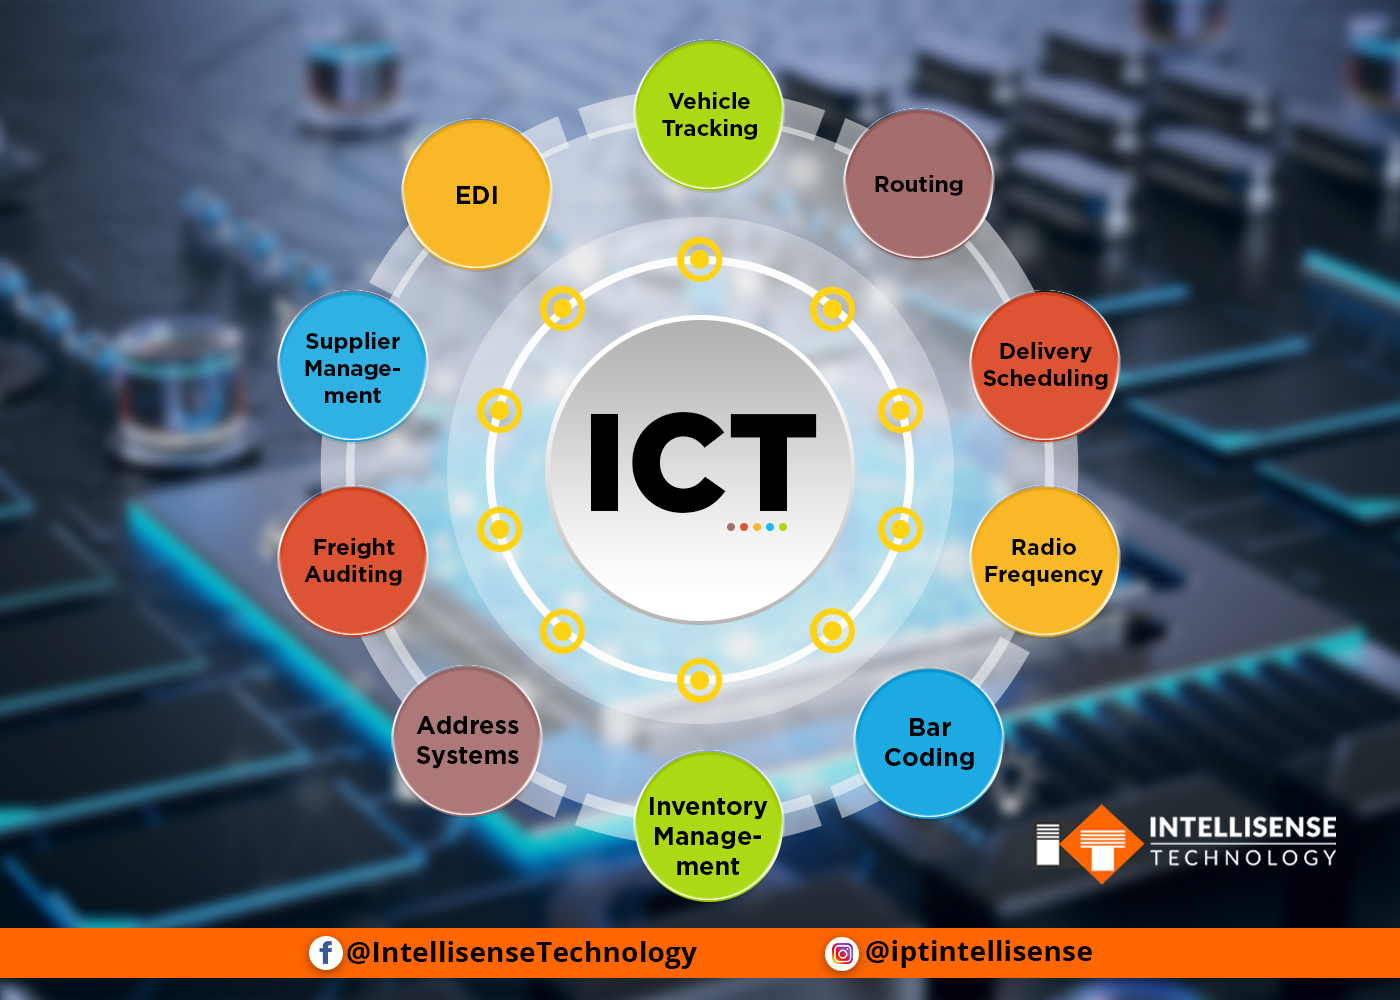 Vehicle
Tracking
Routing
Delivery
Scheduling
Radio
Frequency
Bar
Coding
Inventory
Manage-
ment
Address
Systems
Freight
Auditing
Supplier
Manage-
ment
EDI
ICT
INTELLISENSE
TECHNOLOGY
@IntellisenseTechnology
@iptintellisense